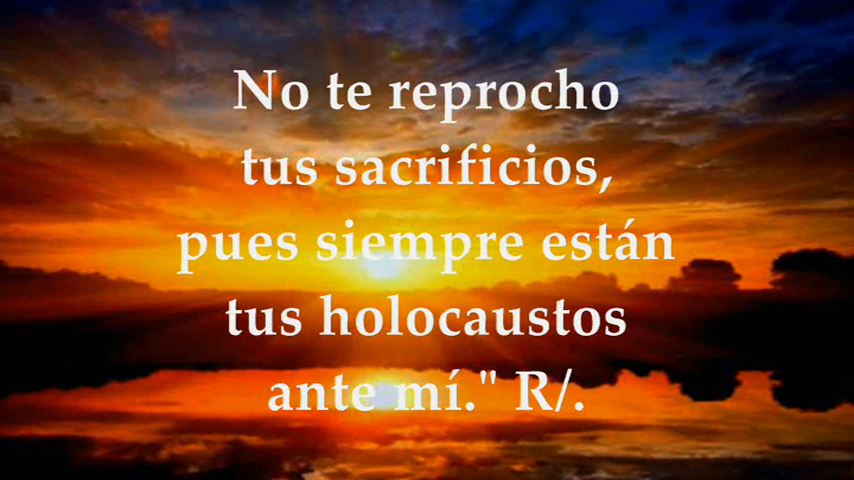 No te reprocho
tus sacrificios,
pues siempre están
tus holocaustos
ante mí." R/.